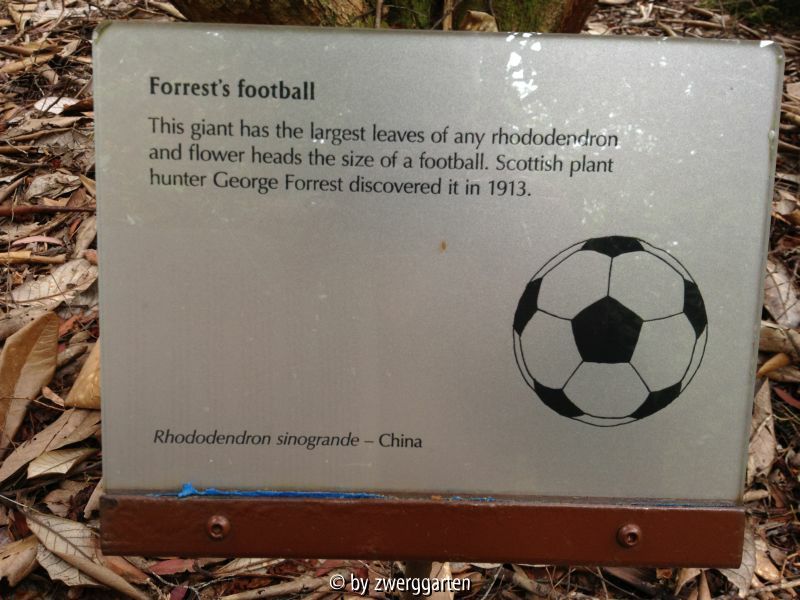 Forrest's football
This giant has the largest leaves of any rhododendron
and flower heads the size of a football. Scottish plant
hunter George Forrest discovered it in 1913.
Rhododendron sinogrande – China
© by zwerggarten